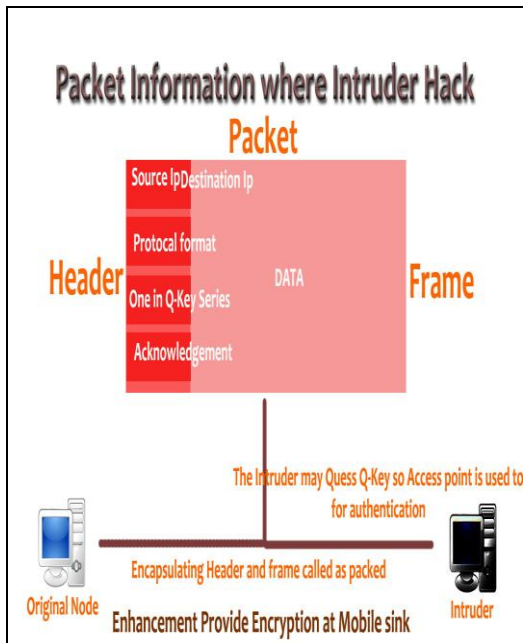 Packet Information where Intruder Hack
Packet
Source Ip Destination Ip
Protocal format
Header
DATA
Frame
One in Q-Key Series
Acknowledgement
The Intruder may Quess Q-Key so Access point is used to
for authentication
Encapsulating Header and frame called as packed
Original Node
Intruder
Enhancement Provide Encryption at Mobile sink